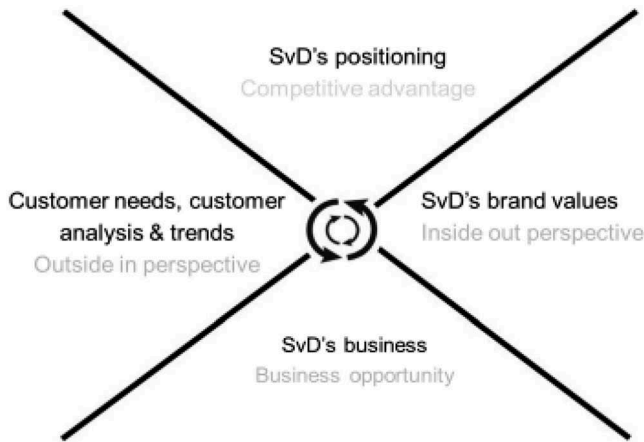 SvD's positioning
Competitive advantage
Customer needs, customer
analysis & trends
Outside in perspective
SvD's brand values
Inside out perspective
SvD's business
Business opportunity